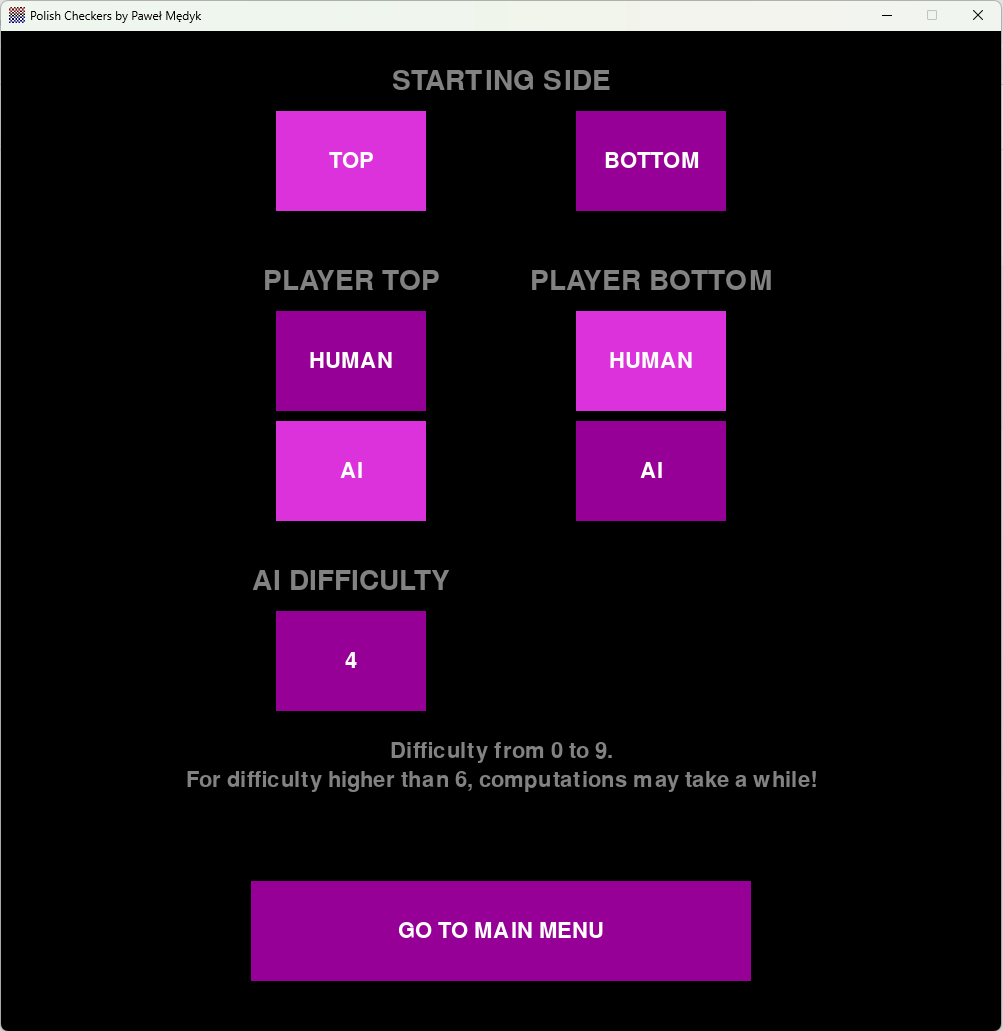 Polish Checkers by Paweł Mędyk
STARTING SIDE
TOP
BOTTOM
PLAYER TOP
PLAYER BOTTOM
HUMAN
HUMAN
AI
AI
AI DIFFICULTY
4
Difficulty from 0 to 9.
For difficulty higher than 6, computations may take a while!
GO TO MAIN MENU